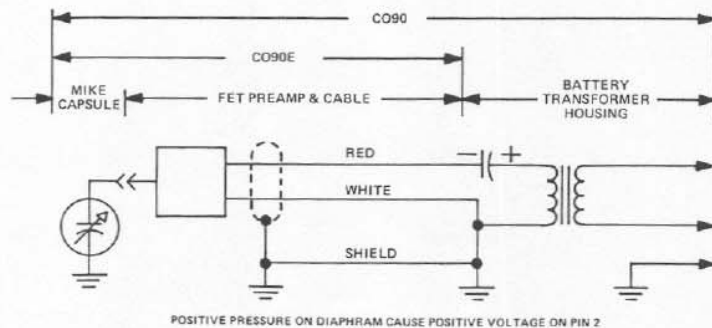 CO90
CO90E
MIKE
CAPSULE
FET PREAMP & CABLE
BATTERY
TRANSFORMER
HOUSING
RED
− +
WHITE
SHIELD
POSITIVE PRESSURE ON DIAPHRAM CAUSE POSITIVE VOLTAGE ON PIN 2